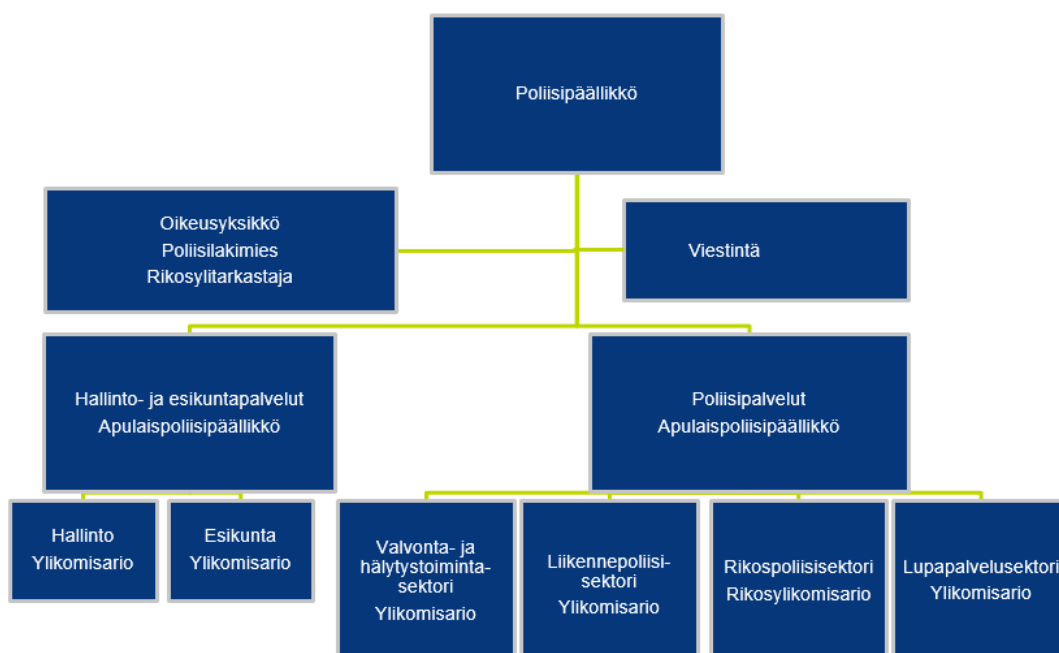 Poliisipäällikkö
Oikeusyksikkö
Poliisilakimies
Rikosylitarkastaja
Viestintä
Hallinto- ja esikuntapalvelut
Apulaispoliisipäällikkö
Poliisipalvelut
Apulaispoliisipäällikkö
Hallinto
Ylikomisario
Esikunta
Ylikomisario
Valvonta- ja
hälytystoiminta-
sektori
Ylikomisario
Liikennepoliisi-
sektori
Ylikomisario
Rikospoliisisektori
Rikosylikomisario
Lupapalvelusektori
Ylikomisario